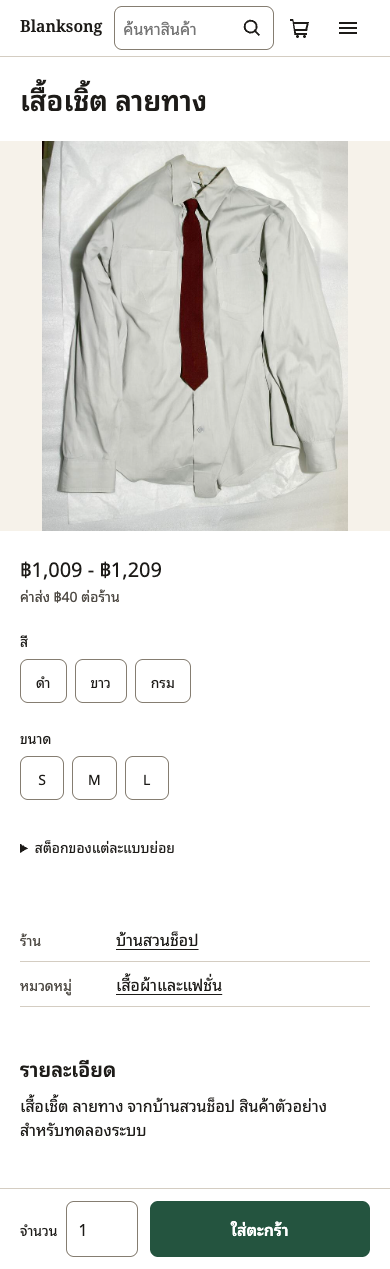 Blanksong
ค้นหาสินค้า
เสื้อเชิ้ต ลายทาง
฿1,009 - ฿1,209
ค่าส่ง ฿40 ต่อร้าน
สี
ดำ ขาว กรม
ขนาด
S M L
สต็อกของแต่ละแบบย่อย
ร้าน บ้านสวนช็อป
หมวดหมู่ เสื้อผ้าและแฟชั่น
รายละเอียด
เสื้อเชิ้ต ลายทาง จากบ้านสวนช็อป สินค้าตัวอย่าง
สำหรับทดลองระบบ
จำนวน 1 ใส่ตะกร้า